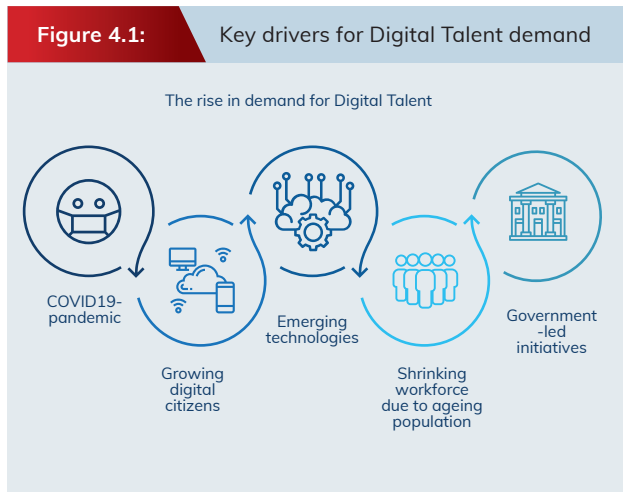 Figure 4.1:
Key drivers for Digital Talent demand
The rise in demand for Digital Talent
COVID19-
pandemic
Growing
digital
citizens
Emerging
technologies
Shrinking
workforce
due to ageing
population
Government
-led
initiatives